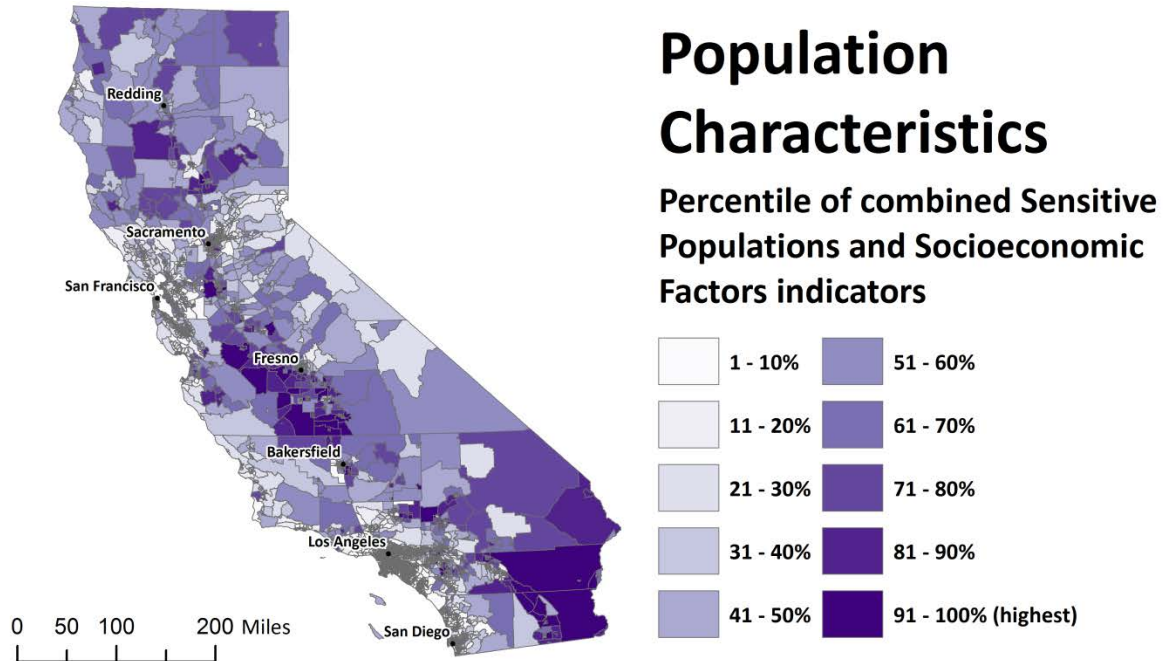 Population
Characteristics
Percentile of combined Sensitive
Populations and Socioeconomic
Factors indicators
1 - 10%
51 - 60%
11 - 20%
61 - 70%
21 - 30%
71 - 80%
31 - 40%
81 - 90%
41 - 50%
91 - 100% (highest)
Redding
Sacramento
San Francisco
Fresno
Bakersfield
Los Angeles
San Diego
0 50 100 200 Miles